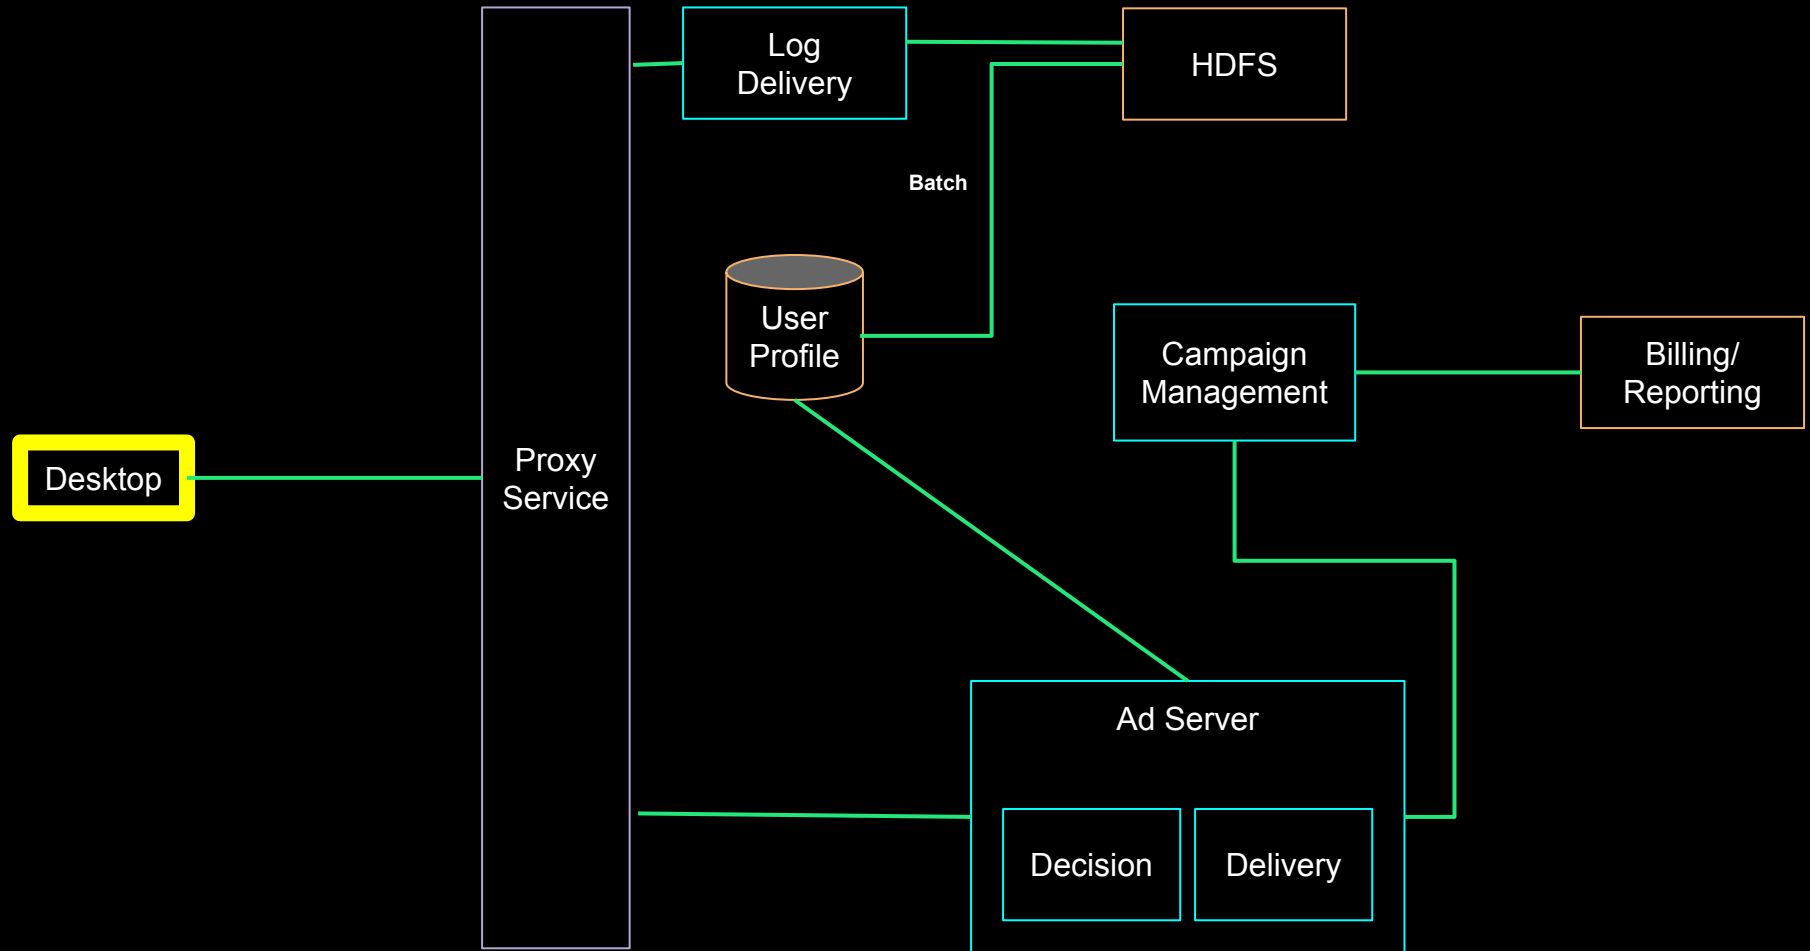 Log
Delivery
HDFS
Batch
User
Profile
Campaign
Management
Billing/
Reporting
Desktop
Proxy
Service
Ad Server
Decision
Delivery